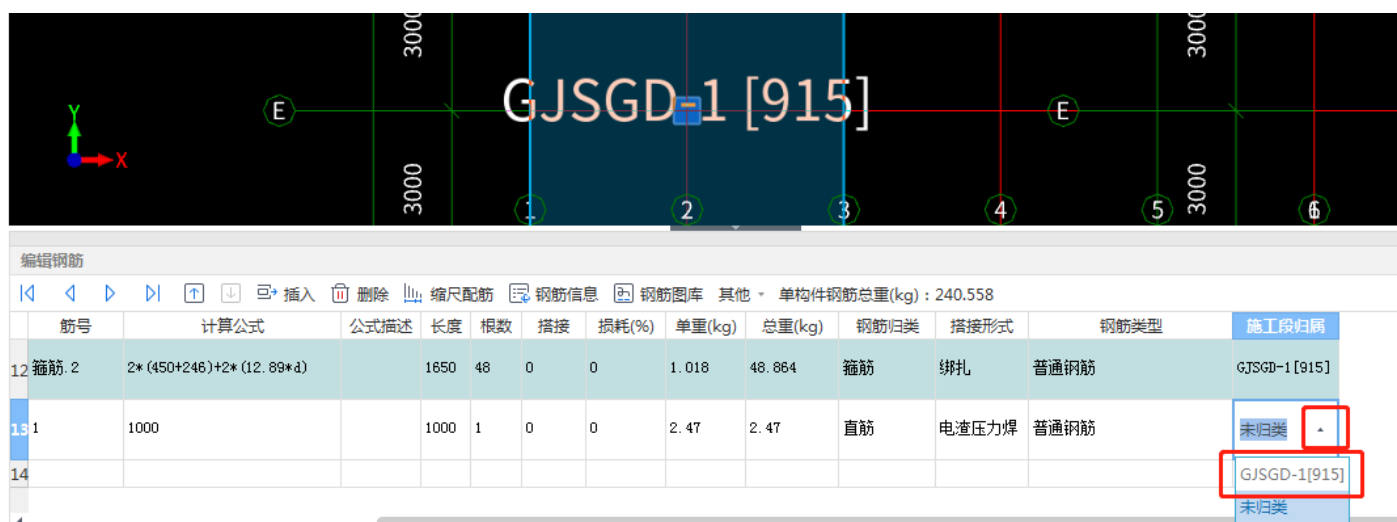 3000
3000
E
GJSGD-1 [915]
E
Y
X
3000
3000
1
2
3
4
5
编辑钢筋
插入 删除 缩尺配筋 钢筋信息 钢筋图库 其他 单构件钢筋总重(kg)：240.558
筋号 计算公式 公式描述 长度 根数 搭接 损耗(%) 单重(kg) 总重(kg) 钢筋归类 搭接形式 钢筋类型 施工段归属
12 箍筋.2 2*(450+246)+2*(12.89*d) 1650 48 0 0 1.018 48.864 箍筋 绑扎 普通钢筋 GJSGD-1[915]
13 1 1000 1000 1 0 0 2.47 2.47 直筋 电渣压力焊 普通钢筋 未归类
14
GJSGD-1[915]
未归类